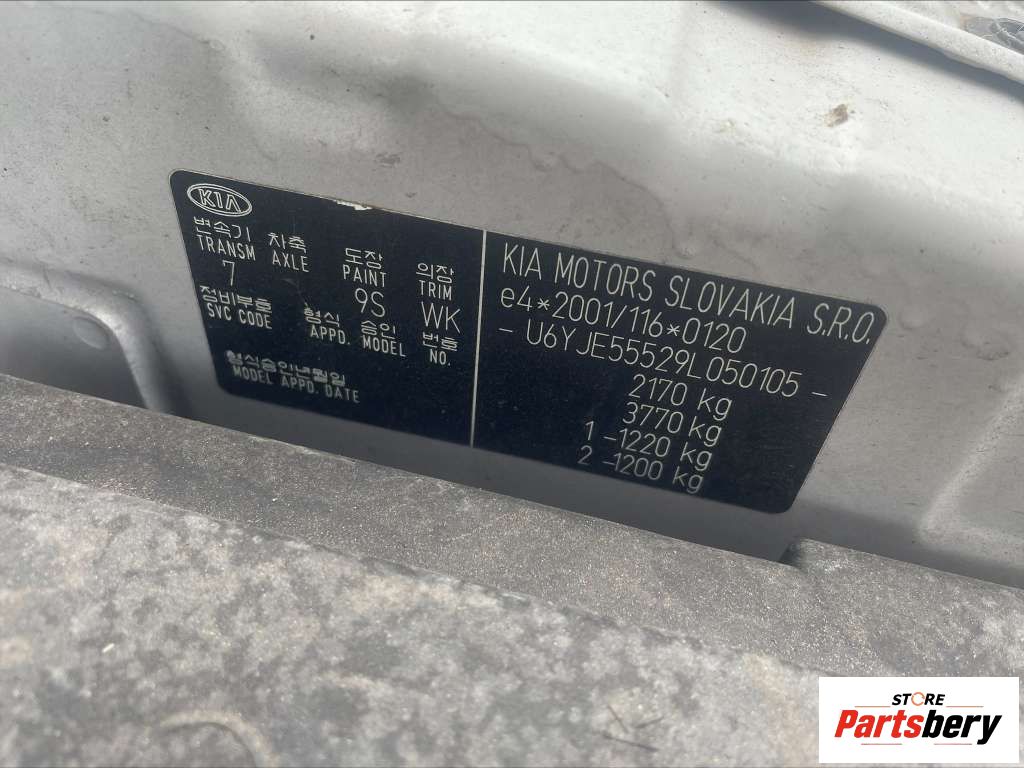 KIA
변속기 차축 도장 의장
TRANSM AXLE PAINT TRIM
7 9S WK
정비부호 형식 승인 번호
SVC CODE APPD. MODEL NO.
형식승인년월일
MODEL APPD. DATE
KIA MOTORS SLOVAKIA S.R.O.
e4*2001/116*0120
- U6YJE55529L050105 -
2170 kg
3770 kg
1 -1220 kg
2 -1200 kg
STORE
Partsbery